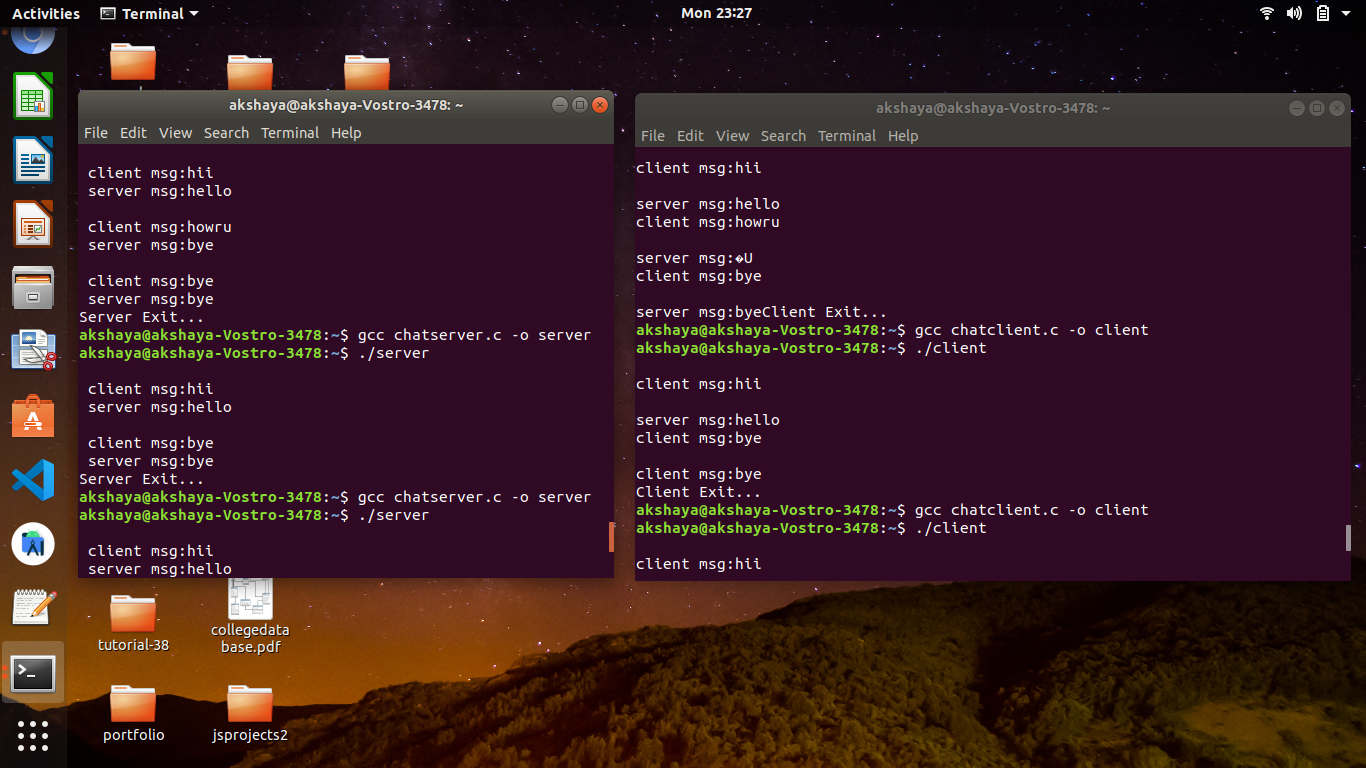 Activities Terminal Mon 23:27
akshaya@akshaya-Vostro-3478: ~
File Edit View Search Terminal Help
client msg:hii
server msg:hello
client msg:howru
server msg:bye
client msg:bye
server msg:bye
Server Exit...
akshaya@akshaya-Vostro-3478:~$ gcc chatserver.c -o server
akshaya@akshaya-Vostro-3478:~$ ./server
client msg:hii
server msg:hello
client msg:bye
server msg:bye
Server Exit...
akshaya@akshaya-Vostro-3478:~$ gcc chatserver.c -o server
akshaya@akshaya-Vostro-3478:~$ ./server
client msg:hii
server msg:hello
akshaya@akshaya-Vostro-3478: ~
File Edit View Search Terminal Help
client msg:hii
server msg:hello
client msg:howru
server msg:�U
client msg:bye
server msg:byeClient Exit...
akshaya@akshaya-Vostro-3478:~$ gcc chatclient.c -o client
akshaya@akshaya-Vostro-3478:~$ ./client
client msg:hii
server msg:hello
client msg:bye
client msg:bye
Client Exit...
akshaya@akshaya-Vostro-3478:~$ gcc chatclient.c -o client
akshaya@akshaya-Vostro-3478:~$ ./client
client msg:hii
tutorial-38
collegedata
base.pdf
portfolio
jsprojects2